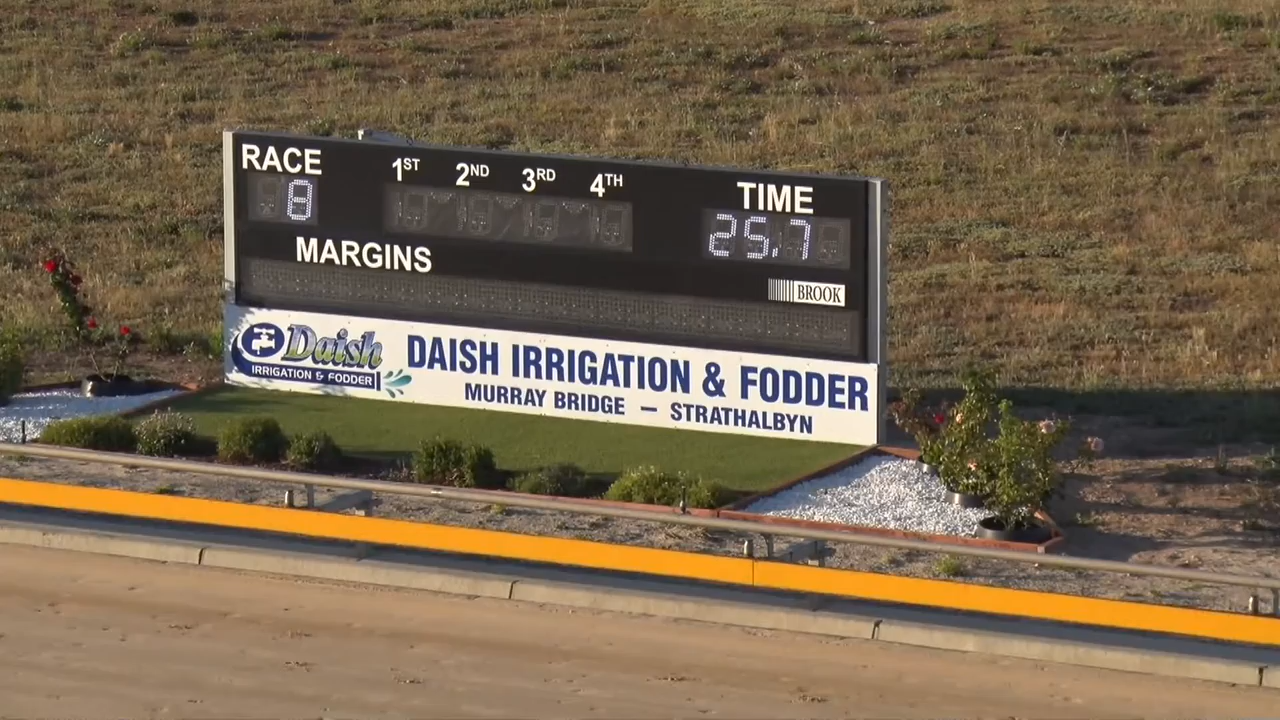 RACE 1ST 2ND 3RD 4TH TIME
8 25.7
MARGINS
BROOK
Daish
IRRIGATION & FODDER
DAISH IRRIGATION & FODDER
MURRAY BRIDGE – STRATHALBYN